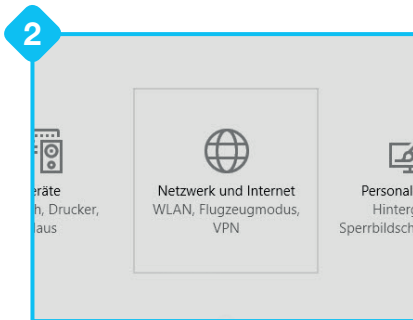 2
eräte
h, Drucker,
laus
Netzwerk und Internet
WLAN, Flugzeugmodus,
VPN
Personal
Hinterg
Sperrbildsch